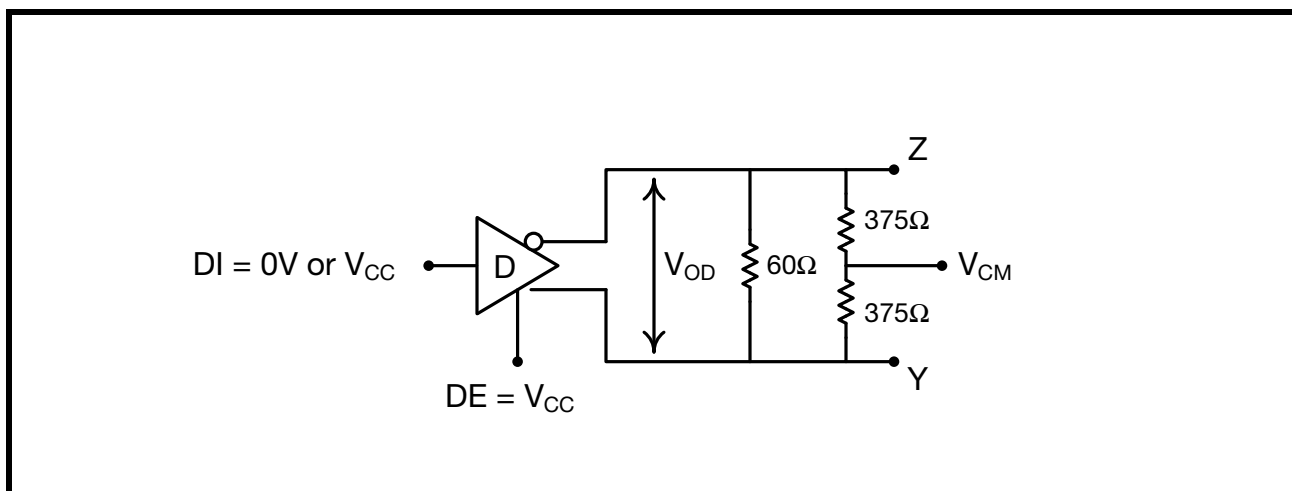 Z
375Ω
DI = 0V or VCC
D
VOD
60Ω
VCM
375Ω
Y
DE = VCC